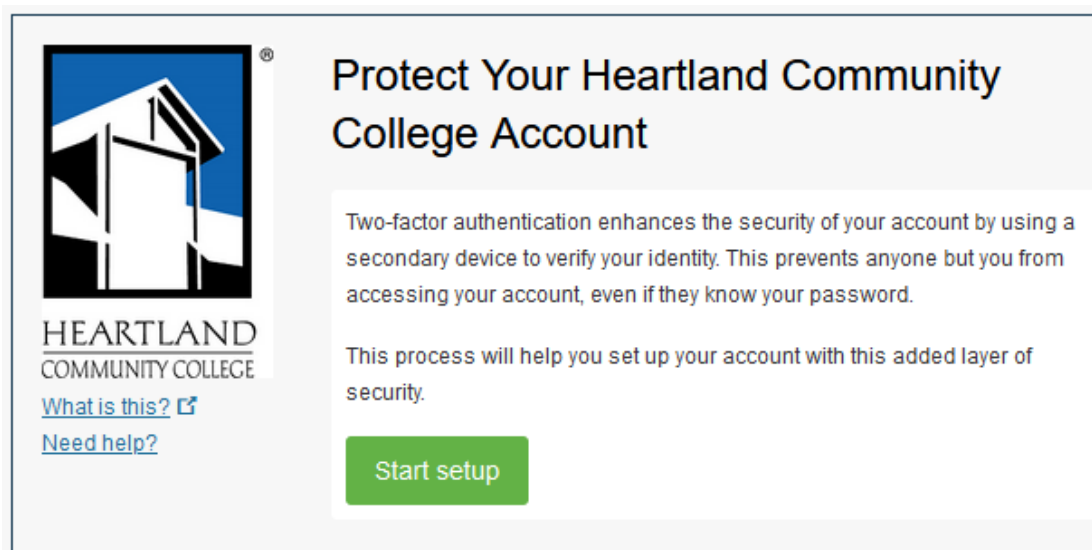 ®
HEARTLAND
COMMUNITY COLLEGE
What is this?
Need help?
Protect Your Heartland Community
College Account
Two-factor authentication enhances the security of your account by using a
secondary device to verify your identity. This prevents anyone but you from
accessing your account, even if they know your password.
This process will help you set up your account with this added layer of
security.
Start setup